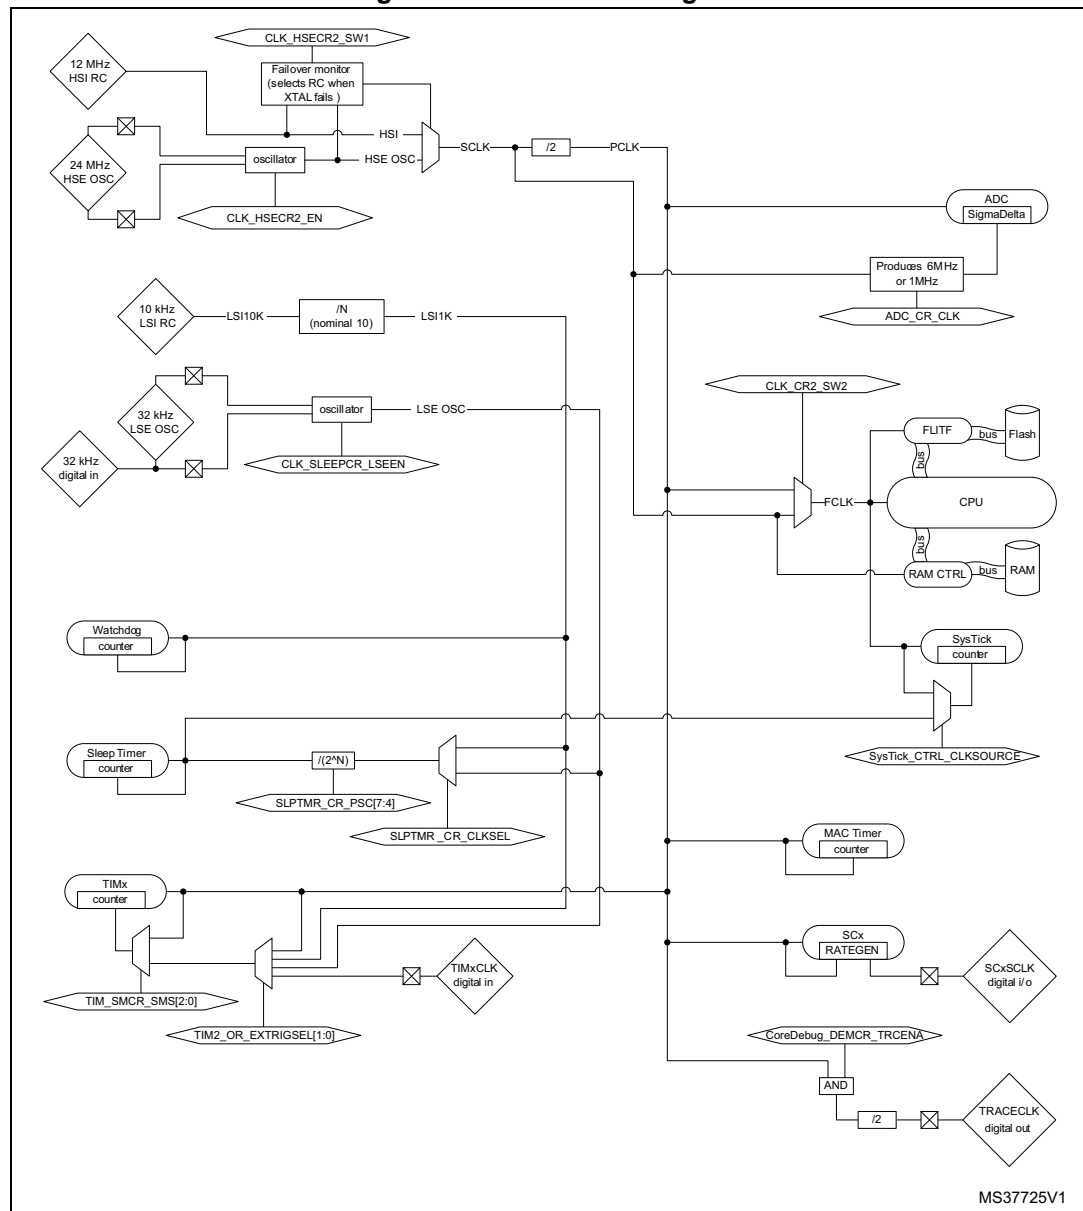 CLK_HSECR2_SW1
12 MHz
HSI RC
Failover monitor
(selects RC when
XTAL fails )
HSI
SCLK
/2
PCLK
24 MHz
HSE OSC
oscillator
HSE OSC
CLK_HSECR2_EN
ADC
SigmaDelta
Produces 6MHz
or 1MHz
ADC_CR_CLK
10 kHz
LSI RC
LSI10K
/N
(nominal 10)
LSI1K
CLK_CR2_SW2
32 kHz
LSE OSC
oscillator
LSE OSC
32 kHz
digital in
CLK_SLEEPCR_LSEEN
FLITF
bus
Flash
bus
FCLK
CPU
bus
RAM CTRL
bus
RAM
Watchdog
counter
SysTick
counter
Sleep Timer
counter
/(2^N)
SysTick_CTRL_CLKSOURCE
SLPTMR_CR_PSC[7:4]
SLPTMR_CR_CLKSEL
MAC Timer
counter
TIMx
counter
SCx
RATEGEN
TIMxCLK
digital in
SCxSCLK
digital i/o
TIM_SMCR_SMS[2:0]
TIM2_OR_EXTRIGSEL[1:0]
CoreDebug_DEMCR_TRCENA
AND
/2
TRACECLK
digital out
MS37725V1